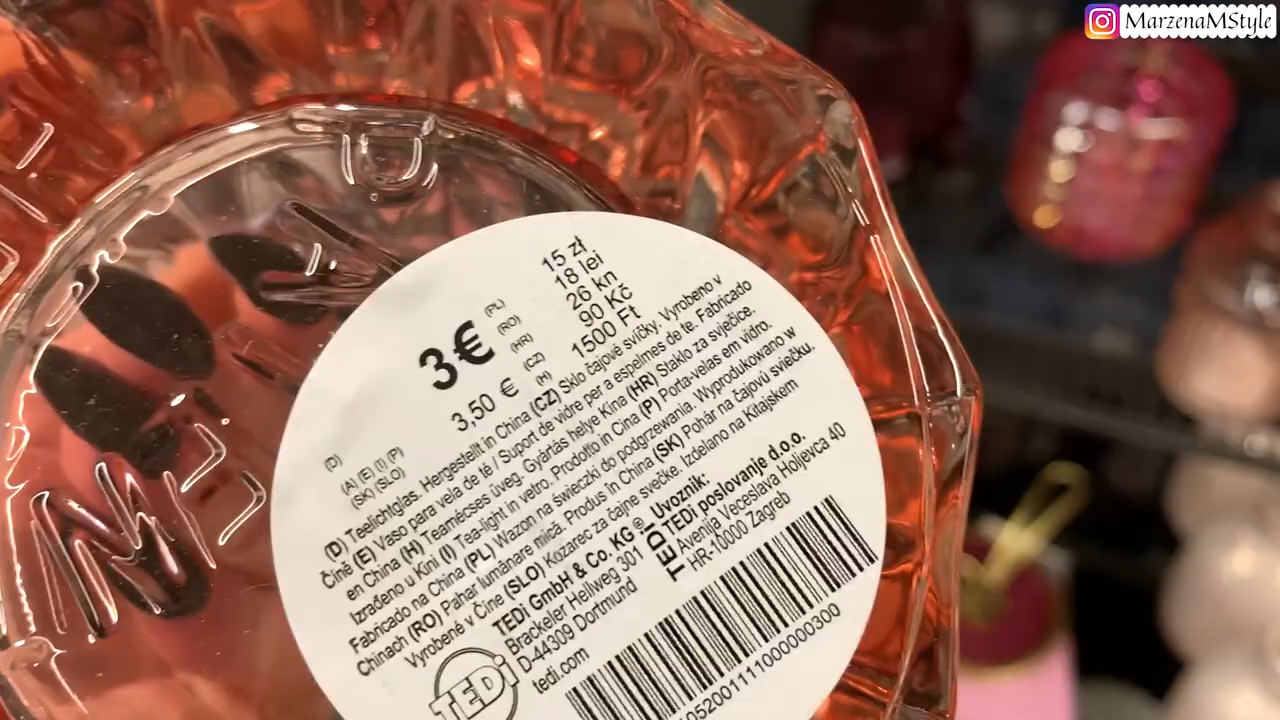 MarzenaMStyle
15 zł
18 lei
26 kn
90 Kč
1500 Ft
(PL)
(RO)
(HR)
(CZ)
(H)
3€
3,50 €
(D)
(A) (E) (I) (P)
(SK) (SLO)
(D) Teelichtglas. Hergestellt in China (CZ) Sklo čajové svíčky. Vyrobeno v
Číně (E) Vaso para vela de té / Suport de vidre per a espelmes de te. Fabricado
en China (H) Teamécses üveg. Gyártás helye Kína (HR) Staklo za svjećice.
Izrađeno u Kini (I) Tea-light in vetro. Prodotto in Cina (P) Porta-velas em vidro.
Fabricado na China (PL) Wazon na świeczki do podgrzewania. Wyprodukowano w
Chinach (RO) Pahar lumânare mică. Produs in China (SK) Pohár na čajovú sviečku.
Vyrobené v Číne (SLO) Kozarec za čajne svečke. Izdelano na Kitajskem
TEDi GmbH & Co. KG®
Brackeler Hellweg 301
D-44309 Dortmund
tedi.com
TEDi
Uvoznik:
TEDi poslovanje d.o.o.
Avenija Veceslava Holjevca 40
HR-10000 Zagreb
TEDi